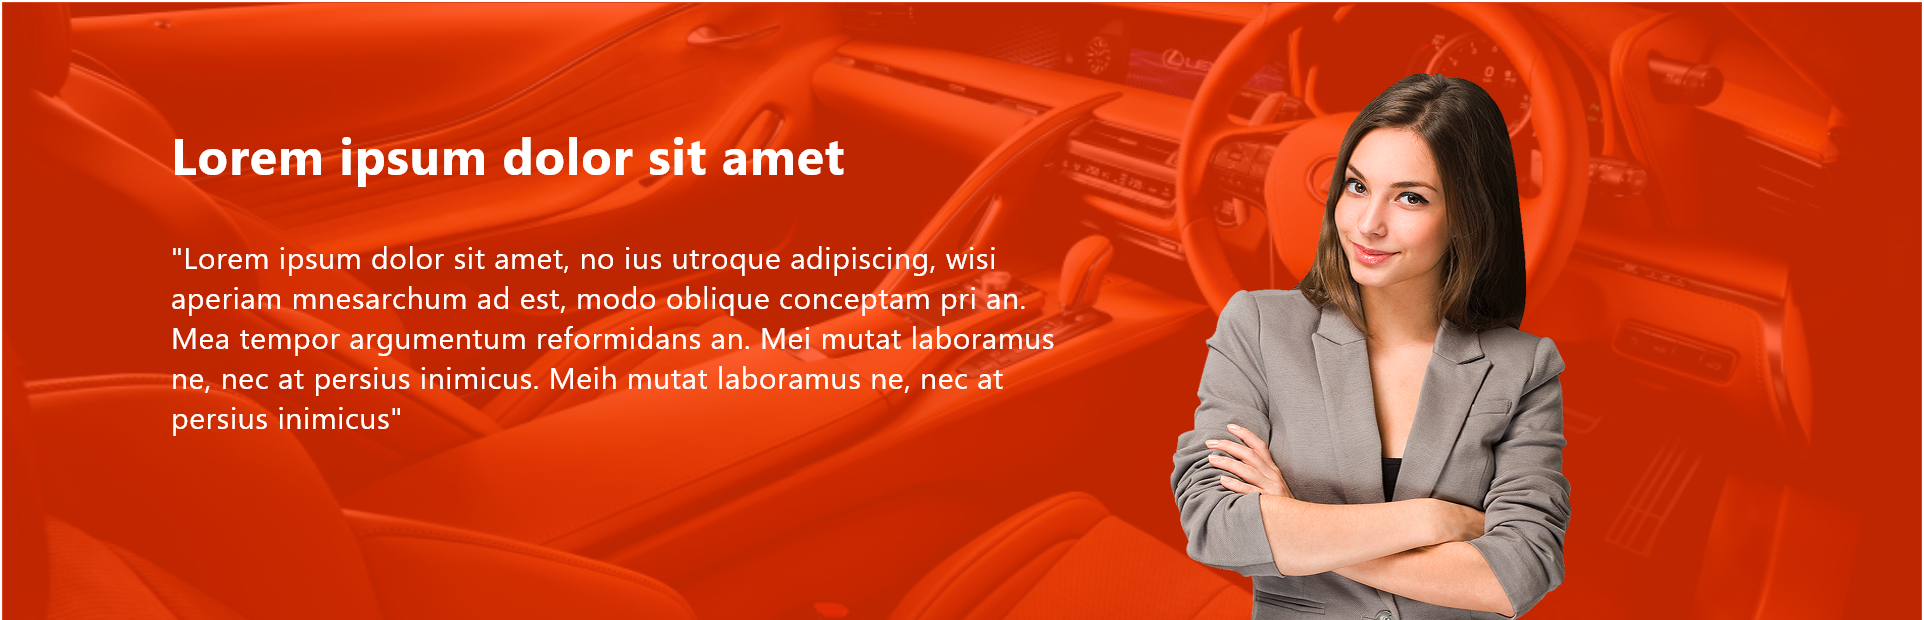 Lorem ipsum dolor sit amet
"Lorem ipsum dolor sit amet, no ius utroque adipiscing, wisi
aperiam mnesarchum ad est, modo oblique conceptam pri an.
Mea tempor argumentum reformidans an. Mei mutat laboramus
ne, nec at persius inimicus. Meih mutat laboramus ne, nec at
persius inimicus"